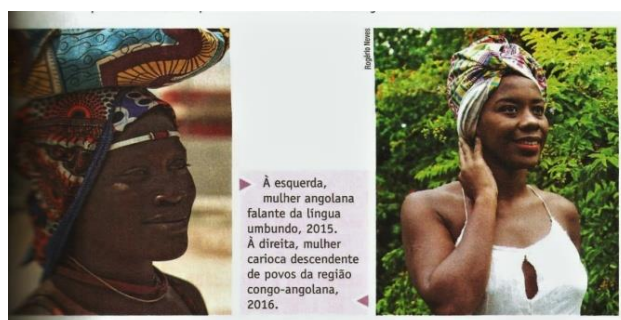 Rogério Neves
À esquerda,
mulher angolana
falante da língua
umbundo, 2015.
À direita, mulher
carioca descendente
de povos da região
congo-angolana,
2016.